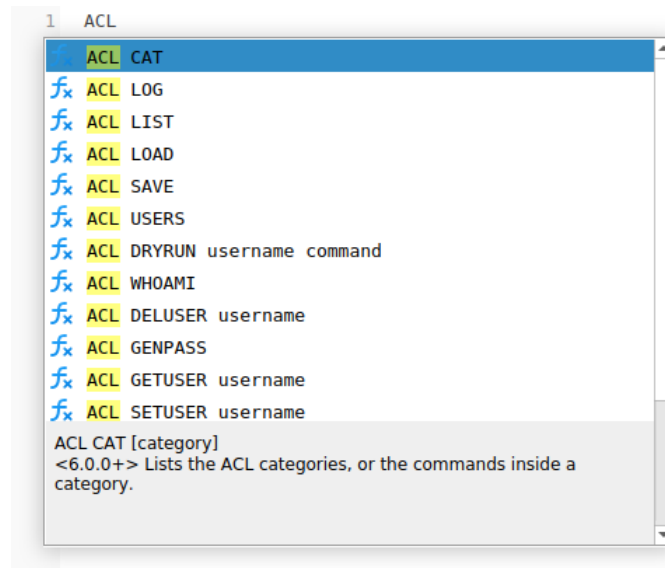 1 ACL
ACL CAT
ACL LOG
ACL LIST
ACL LOAD
ACL SAVE
ACL USERS
ACL DRYRUN username command
ACL WHOAMI
ACL DELUSER username
ACL GENPASS
ACL GETUSER username
ACL SETUSER username
ACL CAT [category]
<6.0.0+> Lists the ACL categories, or the commands inside a
category.